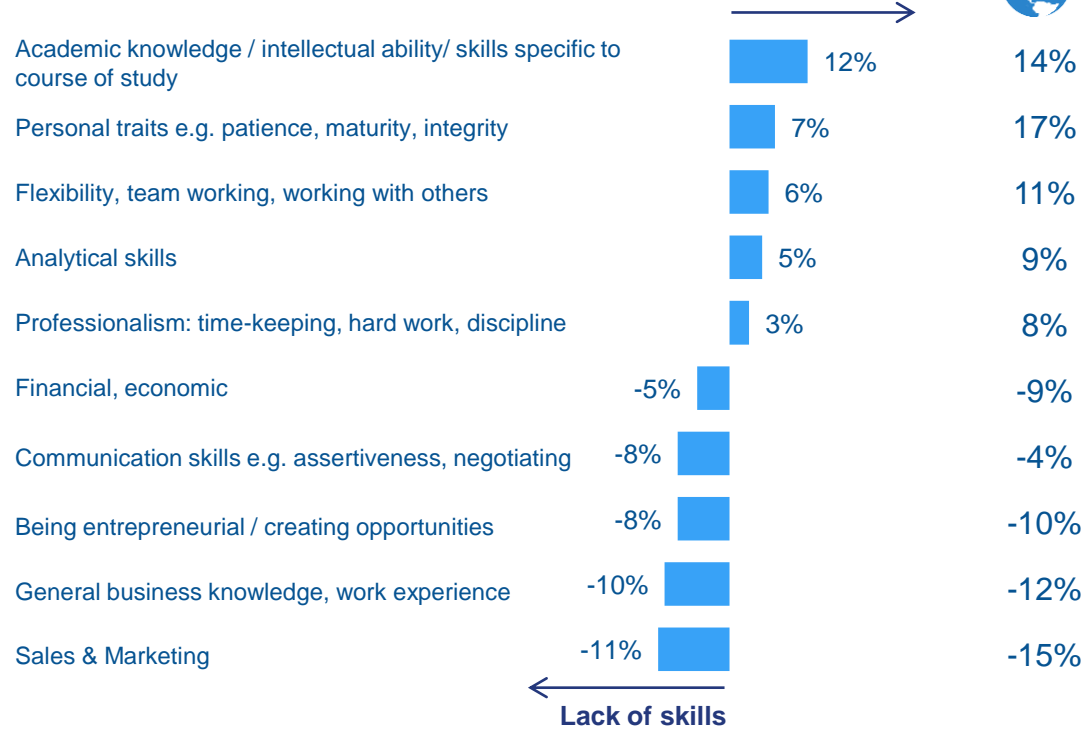 Academic knowledge / intellectual ability/ skills specific to
course of study
12%
14%
Personal traits e.g. patience, maturity, integrity
7%
17%
Flexibility, team working, working with others
6%
11%
Analytical skills
5%
9%
Professionalism: time-keeping, hard work, discipline
3%
8%
Financial, economic
-5%
-9%
Communication skills e.g. assertiveness, negotiating
-8%
-4%
Being entrepreneurial / creating opportunities
-8%
-10%
General business knowledge, work experience
-10%
-12%
Sales & Marketing
-11%
-15%
Lack of skills